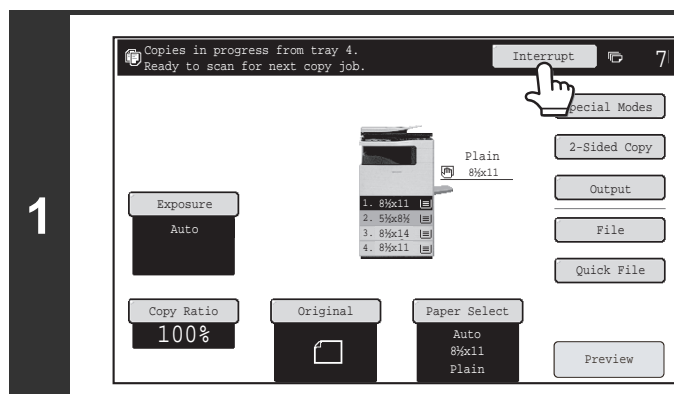 1
Copies in progress from tray 4.
Ready to scan for next copy job.
Interrupt
7
Special Modes
Plain
8½x11
2-Sided Copy
Output
1. 8½x11
2. 5½x8½
3. 8½x14
4. 8½x11
Exposure
Auto
File
Quick File
Copy Ratio
100%
Original
Paper Select
Auto
8½x11
Plain
Preview